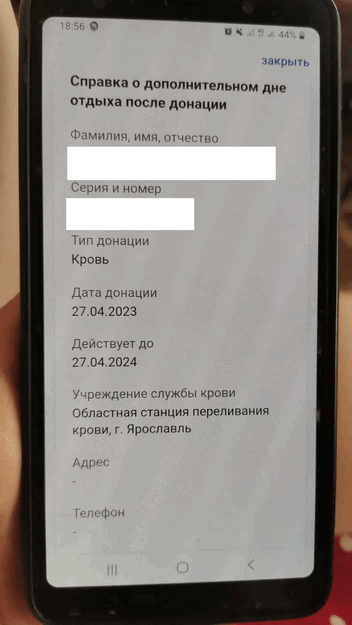 18:56
44%
закрыть
Справка о дополнительном дне
отдыха после донации
Фамилия, имя, отчество
Серия и номер
Тип донации
Кровь
Дата донации
27.04.2023
Действует до
27.04.2024
Учреждение службы крови
Областная станция переливания
крови, г. Ярославль
Адрес
-
Телефон
-